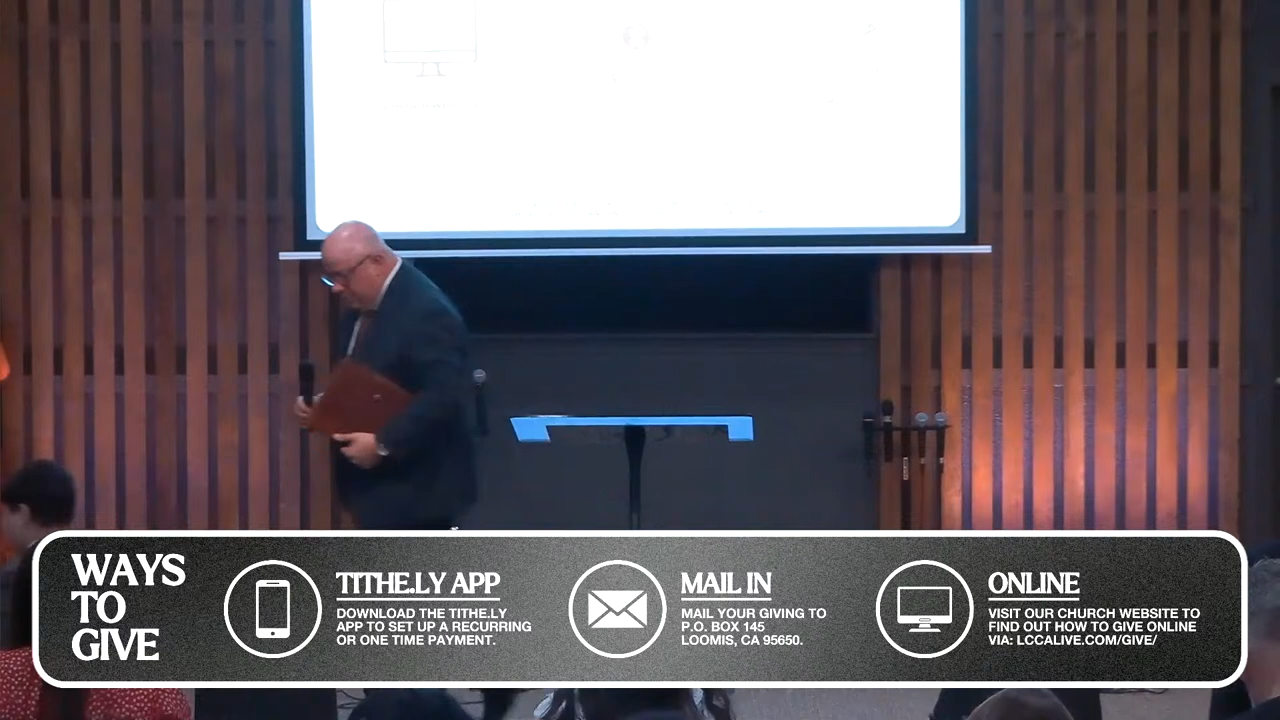 WAYS
TO
GIVE
TITHE.LY APP
DOWNLOAD THE TITHE.LY
APP TO SET UP A RECURRING
OR ONE TIME PAYMENT.
MAIL IN
MAIL YOUR GIVING TO
P.O. BOX 145
LOOMIS, CA 95650.
ONLINE
VISIT OUR CHURCH WEBSITE TO
FIND OUT HOW TO GIVE ONLINE
VIA: LCCALIVE.COM/GIVE/